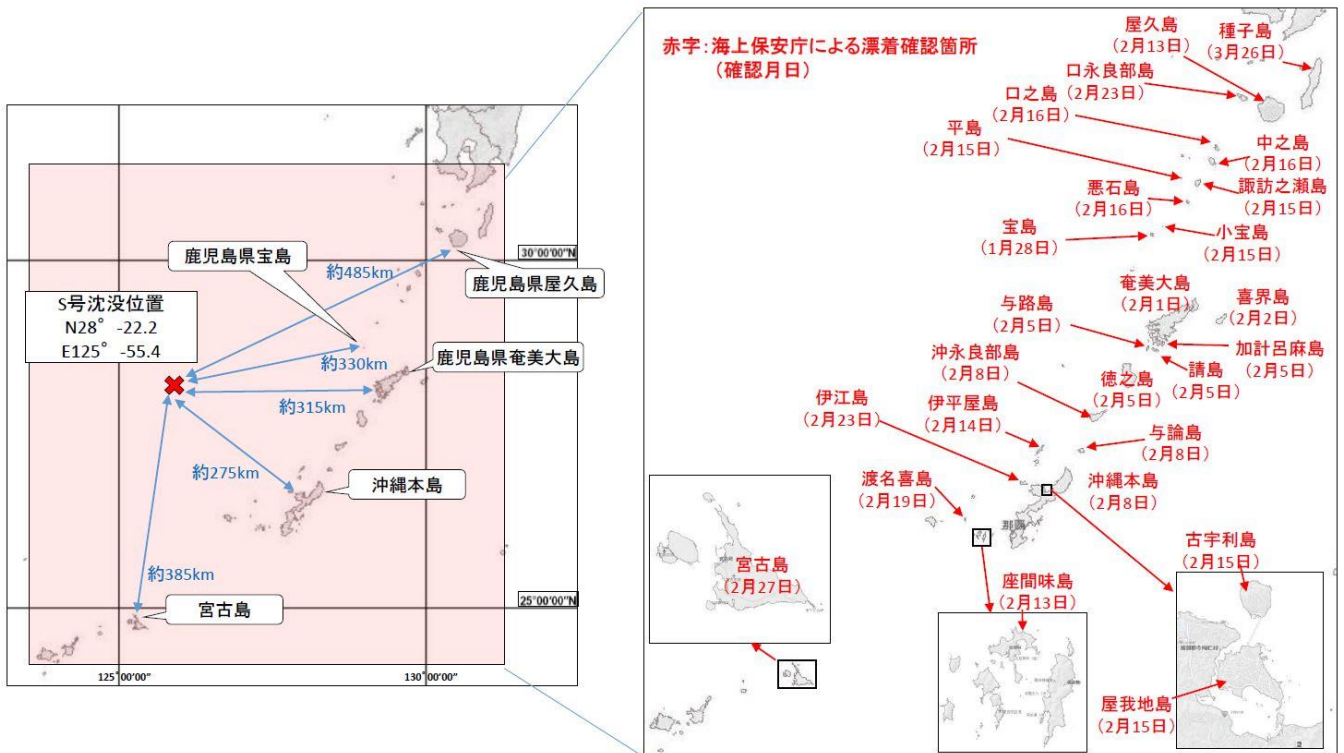 鹿児島県宝島
約485km
30°00'00"N
鹿児島県屋久島
S号沈没位置
N28° -22.2
E125° -55.4
約330km
鹿児島県奄美大島
約315km
約275km
沖縄本島
約385km
宮古島
25°00'00"N
125°00'00"
130°00'00"
赤字:海上保安庁による漂着確認箇所
(確認月日)
屋久島
(2月13日)
種子島
(3月26日)
口永良部島
(2月23日)
口之島
(2月16日)
平島
(2月15日)
中之島
(2月16日)
諏訪之瀬島
(2月15日)
悪石島
(2月16日)
宝島
(1月28日)
小宝島
(2月15日)
奄美大島
(2月1日)
喜界島
(2月2日)
与路島
(2月5日)
加計呂麻島
(2月5日)
請島
(2月5日)
沖永良部島
(2月8日)
徳之島
(2月5日)
伊江島
(2月23日)
伊平屋島
(2月14日)
与論島
(2月8日)
渡名喜島
(2月19日)
沖縄本島
(2月8日)
那覇
宮古島
(2月27日)
座間味島
(2月13日)
古宇利島
(2月15日)
屋我地島
(2月15日)